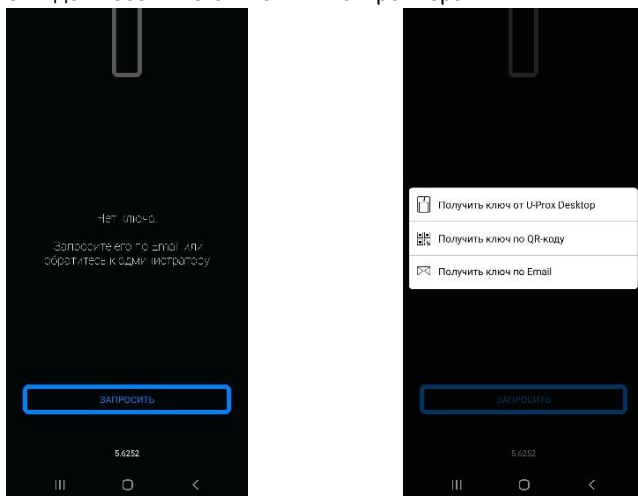 Нет ключа.
Запросите его по Email или
обратитесь к администратору
ЗАПРОСИТЬ
5.6252
Получить ключ от U-Prox Desktop
Получить ключ по QR-коду
Получить ключ по Email
ЗАПРОСИТЬ
5.6252